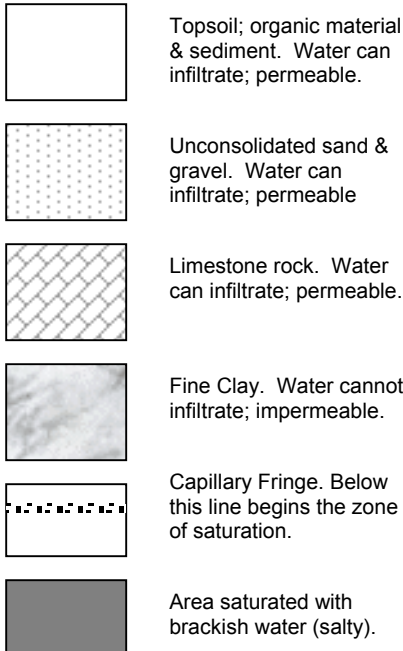 Topsoil; organic material
& sediment.  Water can
infiltrate; permeable.
Unconsolidated sand &
gravel.  Water can
infiltrate; permeable
Limestone rock.  Water
can infiltrate; permeable.
Fine Clay.  Water cannot
infiltrate; impermeable.
Capillary Fringe. Below
this line begins the zone
of saturation.
Area saturated with
brackish water (salty).